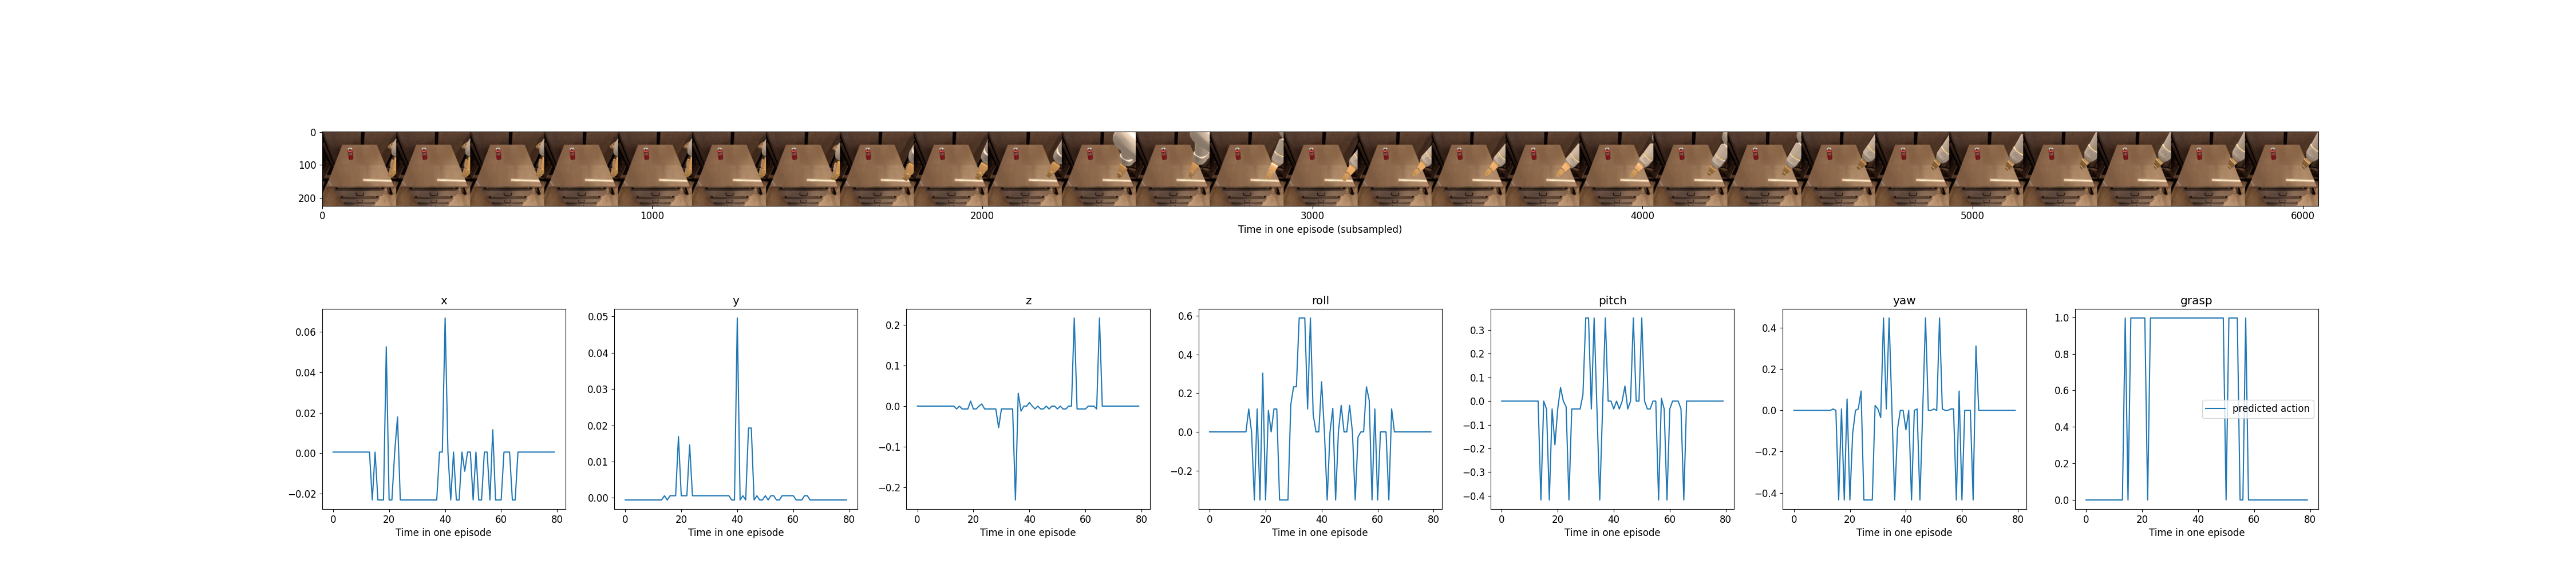 0
100
200
0 1000 2000 3000 4000 5000 6000
Time in one episode (subsampled)
x
0.06
0.04
0.02
0.00
−0.02
0 20 40 60 80
Time in one episode
y
0.05
0.04
0.03
0.02
0.01
0.00
0 20 40 60 80
Time in one episode
z
0.2
0.1
0.0
−0.1
−0.2
0 20 40 60 80
Time in one episode
roll
0.6
0.4
0.2
0.0
−0.2
0 20 40 60 80
Time in one episode
pitch
0.3
0.2
0.1
0.0
−0.1
−0.2
−0.3
−0.4
0 20 40 60 80
Time in one episode
yaw
0.4
0.2
0.0
−0.2
−0.4
0 20 40 60 80
Time in one episode
grasp
1.0
0.8
0.6
0.4
0.2
0.0
predicted action
0 20 40 60 80
Time in one episode